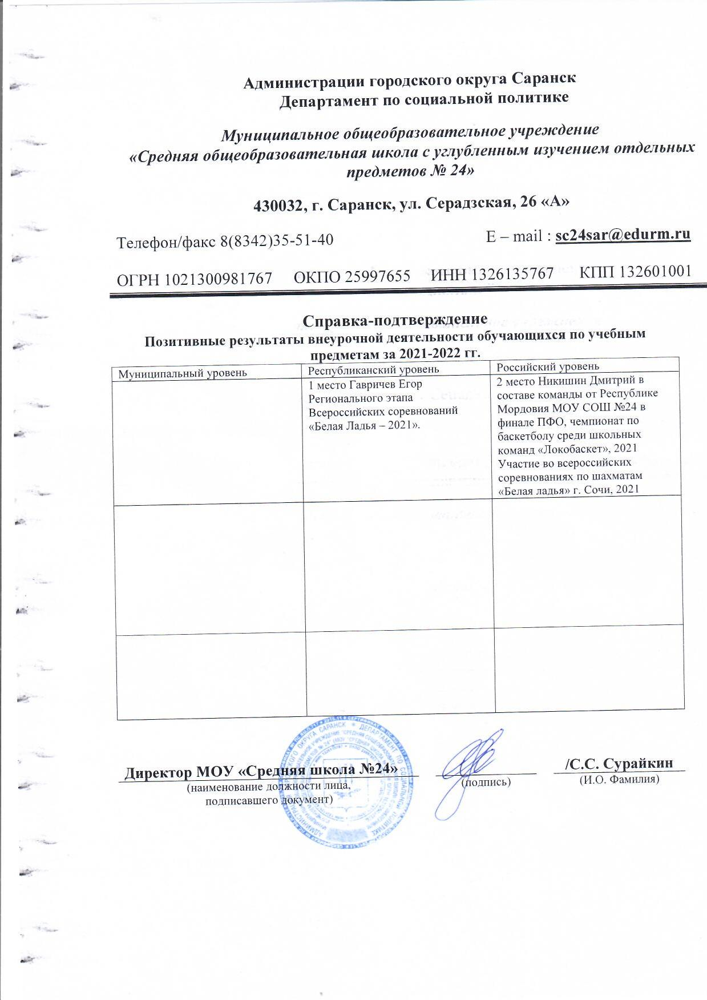 Администрации городского округа Саранск
Департамент по социальной политике
Муниципальное общеобразовательное учреждение
«Средняя общеобразовательная школа с углубленным изучением отдельных
предметов № 24»
430032, г. Саранск, ул. Серадзская, 26 «А»
Телефон/факс 8(8342)35-51-40 E – mail : sc24sar@edurm.ru
ОГРН 1021300981767 ОКПО 25997655 ИНН 1326135767 КПП 132601001
Справка-подтверждение
Позитивные результаты внеурочной деятельности обучающихся по учебным
предметам за 2021-2022 гг.
Муниципальный уровень
Республиканский уровень
Российский уровень
1 место Гавричев Егор
Регионального этапа
Всероссийских соревнований
«Белая Ладья – 2021».
2 место Никишин Дмитрий в
составе команды от Республике
Мордовия МОУ СОШ №24 в
финале ПФО, чемпионат по
баскетболу среди школьных
команд «Локобаскет», 2021
Участие во всероссийских
соревнованиях по шахматам
«Белая ладья» г. Сочи, 2021
Директор МОУ «Средняя школа №24»
(наименование должности лица,
подписавшего документ)
(подпись)
/С.С. Сурайкин
(И.О. Фамилия)